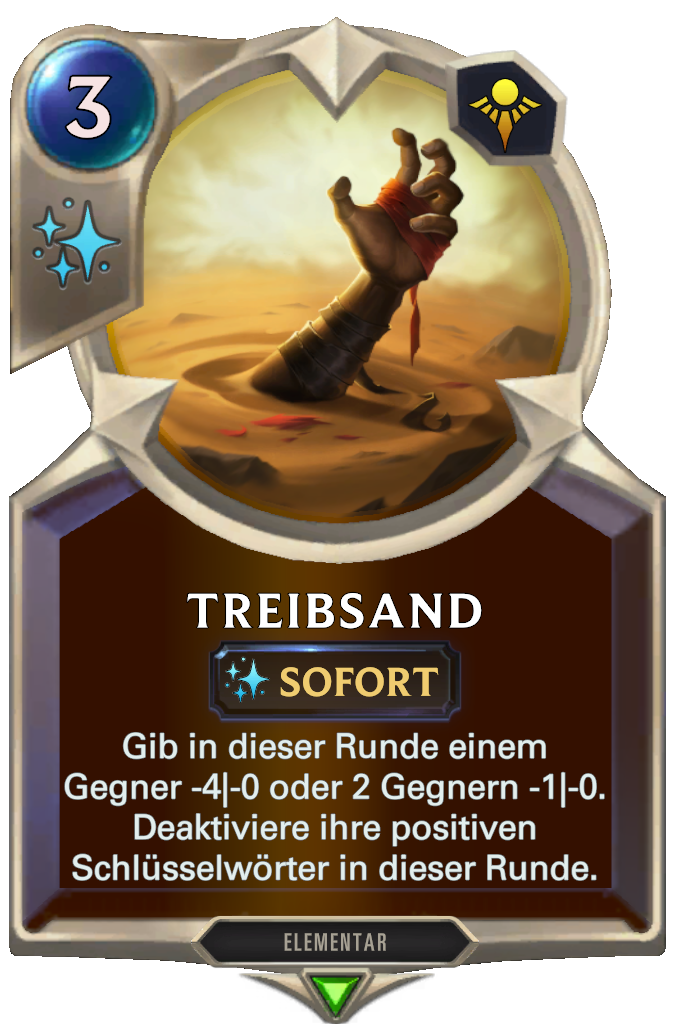 3
TREIBSAND
SOFORT
Gib in dieser Runde einem
Gegner -4|-0 oder 2 Gegnern -1|-0.
Deaktiviere ihre positiven
Schlüsselwörter in dieser Runde.
ELEMENTAR